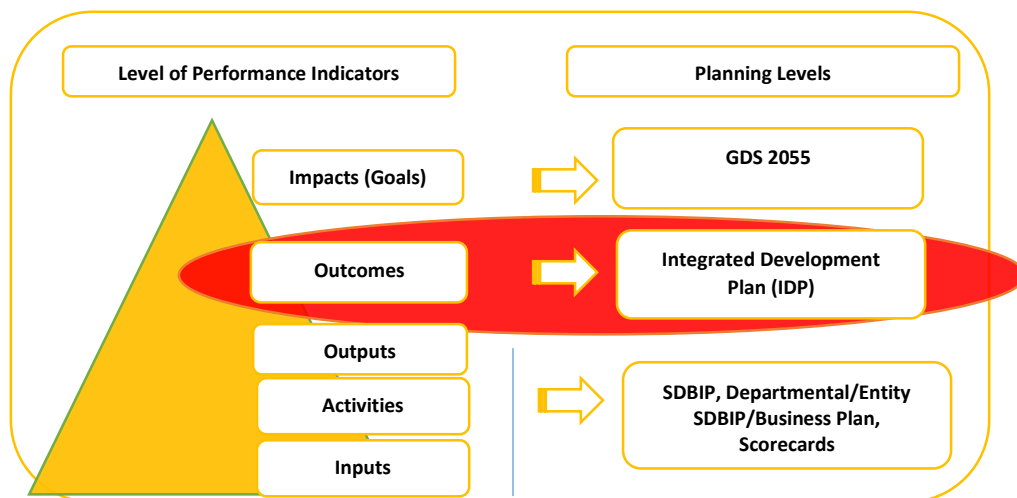 Level of Performance Indicators
Planning Levels
Impacts (Goals)
GDS 2055
Outcomes
Integrated Development
Plan (IDP)
Outputs
Activities
Inputs
SDBIP, Departmental/Entity
SDBIP/Business Plan,
Scorecards